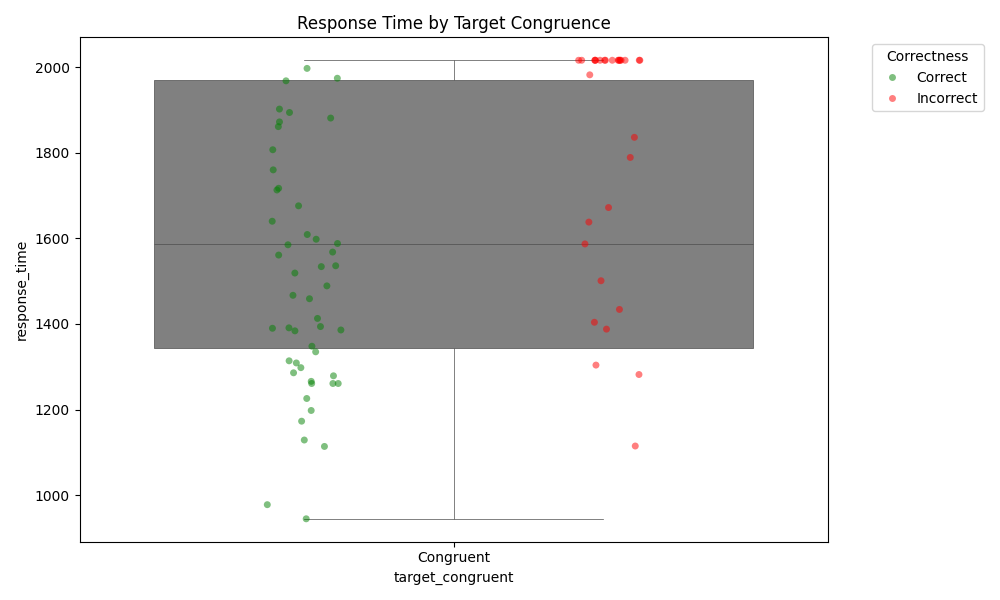 Response Time by Target Congruence
Correctness
Correct
Incorrect
2000
1800
1600
1400
1200
1000
response_time
Congruent
target_congruent